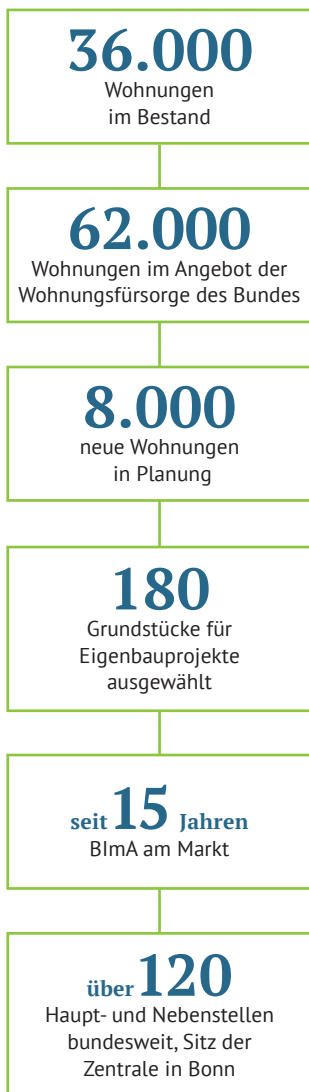 36.000
Wohnungen
im Bestand
62.000
Wohnungen im Angebot der
Wohnungsfürsorge des Bundes
8.000
neue Wohnungen
in Planung
180
Grundstücke für
Eigenbauprojekte
ausgewählt
seit 15 Jahren
BImA am Markt
über 120
Haupt- und Nebenstellen
bundesweit, Sitz der
Zentrale in Bonn